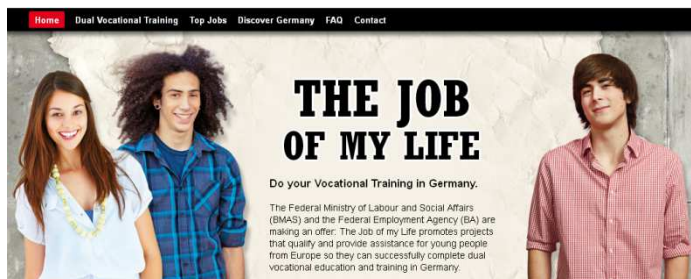 Home Dual Vocational Training Top Jobs Discover Germany FAQ Contact
THE JOB
OF MY LIFE
Do your Vocational Training in Germany.
The Federal Ministry of Labour and Social Affairs
(BMAS) and the Federal Employment Agency (BA) are
making an offer: The Job of my Life promotes projects
that qualify and provide assistance for young people
from Europe so they can successfully complete dual
vocational education and training in Germany.